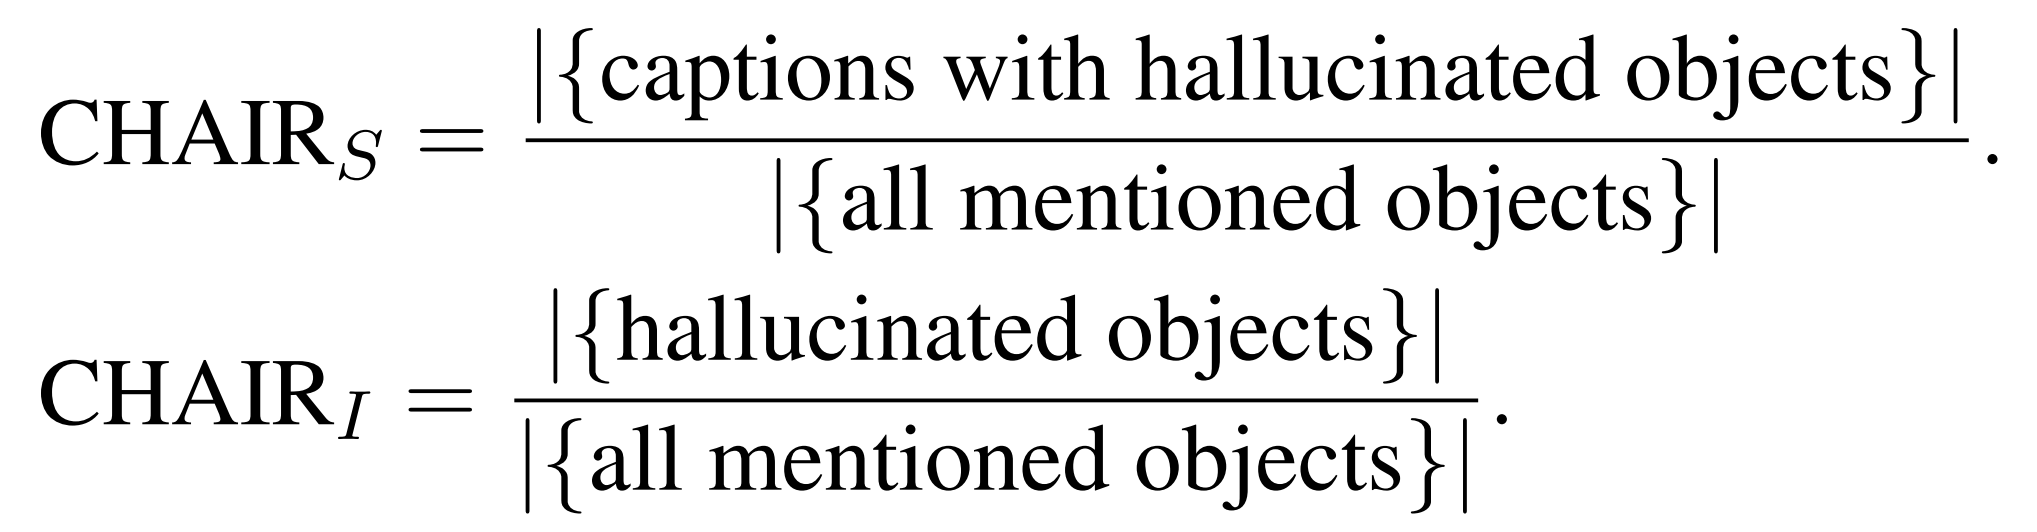 CHAIR_S = |{captions with hallucinated objects}| / |{all mentioned objects}|.
CHAIR_I = |{hallucinated objects}| / |{all mentioned objects}|.